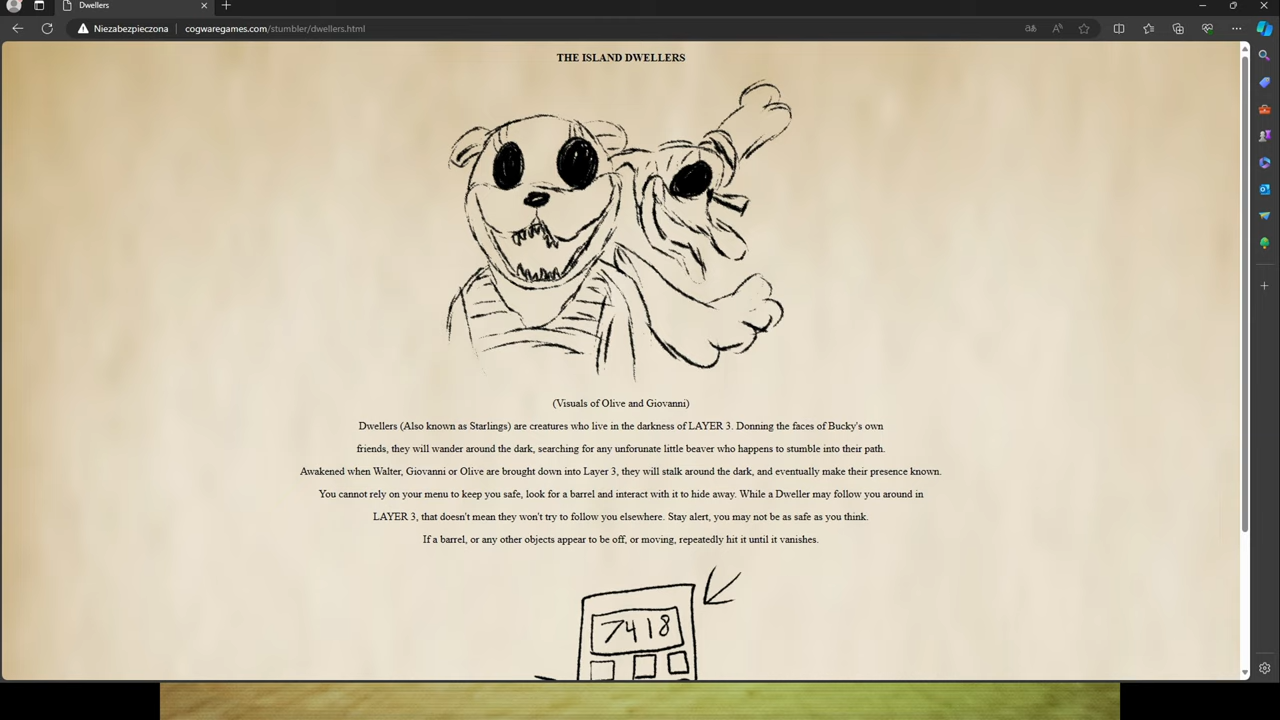 Dwellers
Niezabezpieczona
cogwaregames.com/stumbler/dwellers.html
THE ISLAND DWELLERS
(Visuals of Olive and Giovanni)
Dwellers (Also known as Starlings) are creatures who live in the darkness of LAYER 3. Donning the faces of Bucky's own
friends, they will wander around the dark, searching for any unforunate little beaver who happens to stumble into their path.
Awakened when Walter, Giovanni or Olive are brought down into Layer 3, they will stalk around the dark, and eventually make their presence known.
You cannot rely on your menu to keep you safe, look for a barrel and interact with it to hide away. While a Dweller may follow you around in
LAYER 3, that doesn't mean they won't try to follow you elsewhere. Stay alert, you may not be as safe as you think.
If a barrel, or any other objects appear to be off, or moving, repeatedly hit it until it vanishes.
7418